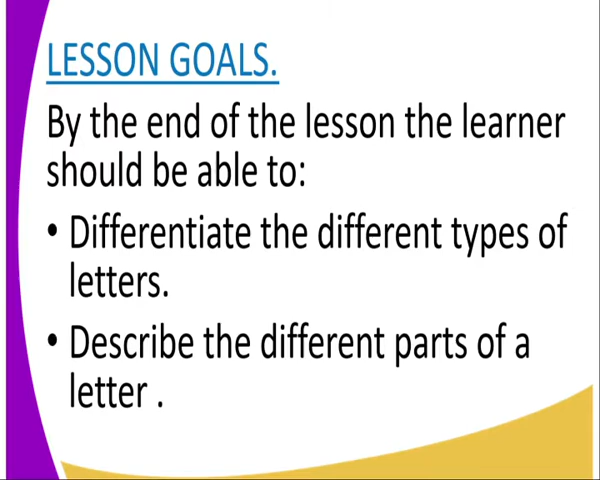 LESSON GOALS.
By the end of the lesson the learner
should be able to:
• Differentiate the different types of
letters.
• Describe the different parts of a
letter .